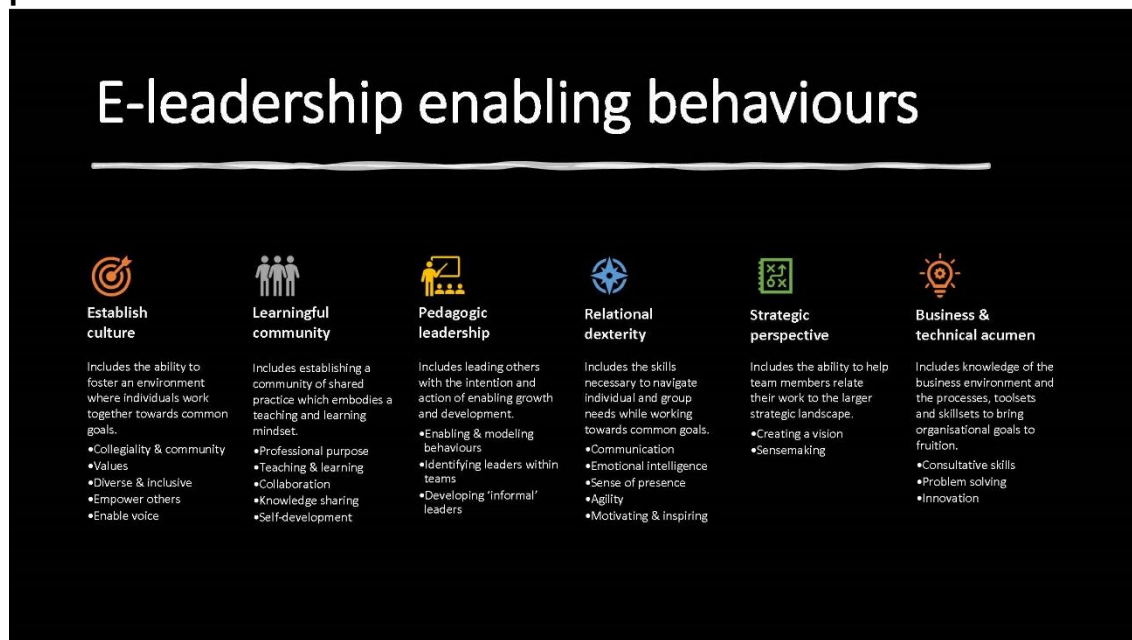 E-leadership enabling behaviours
Establish
culture
Includes the ability to
foster an environment
where individuals work
together towards common
goals.
•Collegiality & community
•Values
•Diverse & inclusive
•Empower others
•Enable voice
Learningful
community
Includes establishing a
community of shared
practice which embodies a
teaching and learning
mindset.
•Professional purpose
•Teaching & learning
•Collaboration
•Knowledge sharing
•Self-development
Pedagogic
leadership
Includes leading others
with the intention and
action of enabling growth
and development.
•Enabling & modeling
behaviours
•Identifying leaders within
teams
•Developing ‘informal’
leaders
Relational
dexterity
Includes the skills
necessary to navigate
individual and group
needs while working
towards common goals.
•Communication
•Emotional intelligence
•Sense of presence
•Agility
•Motivating & inspiring
Strategic
perspective
Includes the ability to help
team members relate
their work to the larger
strategic landscape.
•Creating a vision
•Sensemaking
Business &
technical acumen
Includes knowledge of the
business environment and
the processes, toolsets
and skillsets to bring
organisational goals to
fruition.
•Consultative skills
•Problem solving
•Innovation